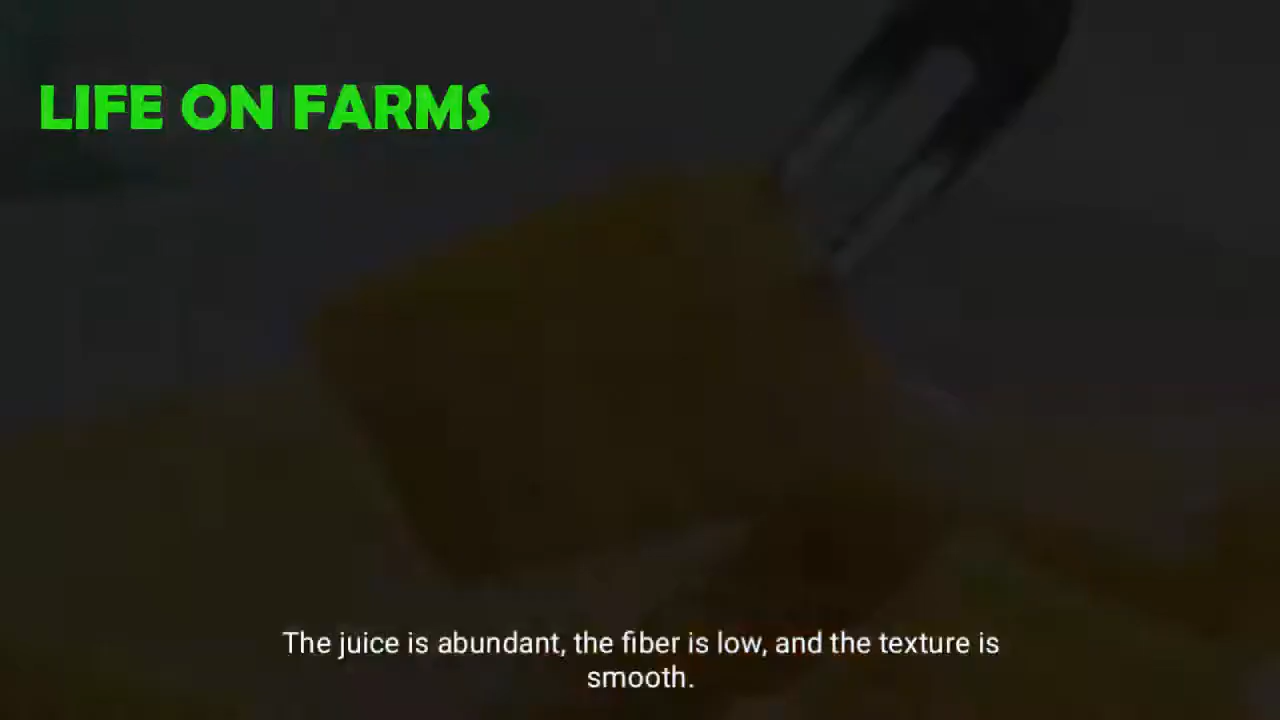 LIFE ON FARMS
The juice is abundant, the fiber is low, and the texture is
smooth.